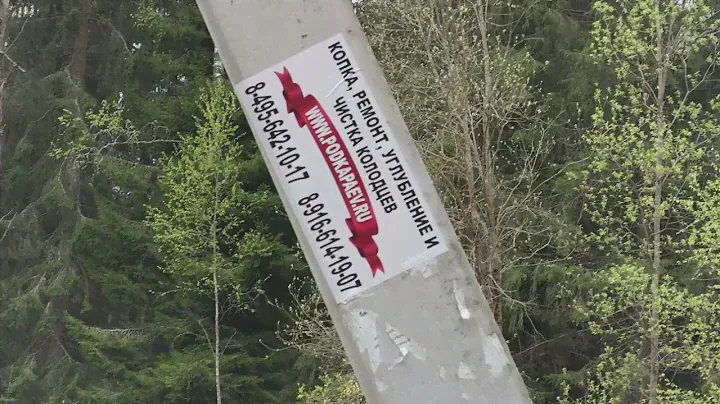 КОПКА, РЕМОНТ, УГЛУБЛЕНИЕ И
ЧИСТКА КОЛОДЦЕВ
WWW.PODKAPAEV.RU
8-495-642-10-17 8-916-614-19-07